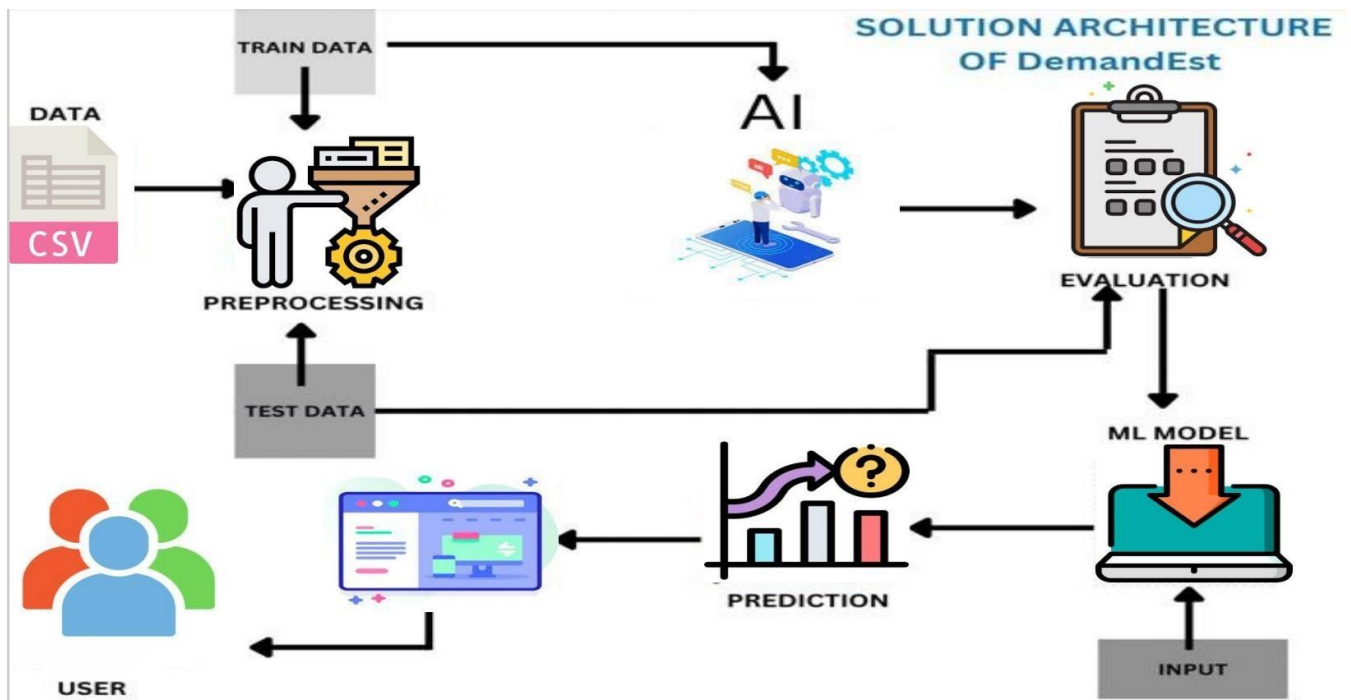 SOLUTION ARCHITECTURE
OF DemandEst
TRAIN DATA
DATA
AI
CSV
PREPROCESSING
EVALUATION
TEST DATA
ML MODEL
...
?
PREDICTION
INPUT
USER